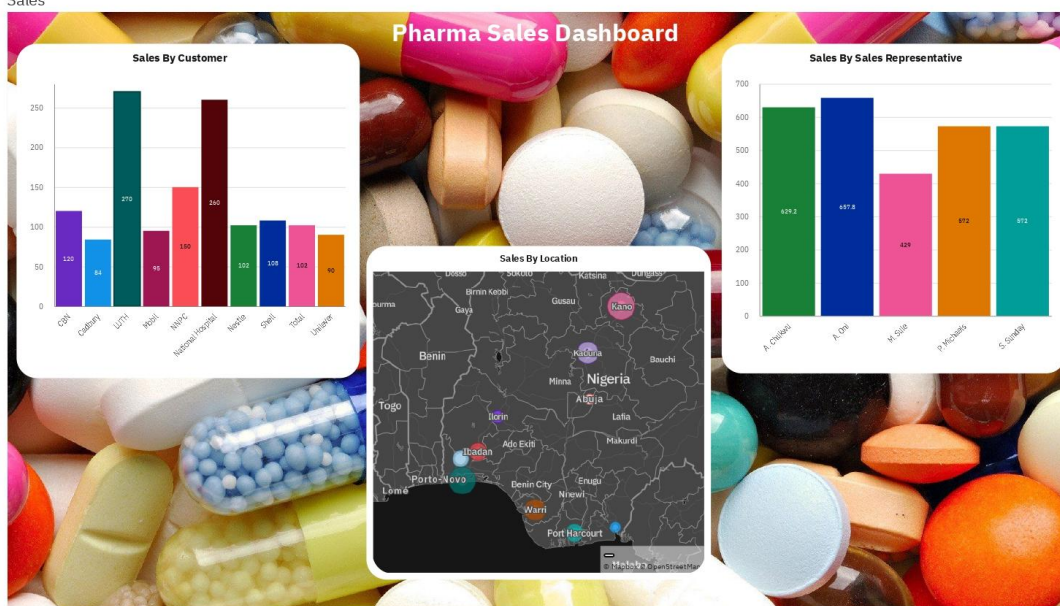 Sales
Pharma Sales Dashboard
Sales By Customer
250
200
150
100
50
0
120
84
270
95
150
260
102
108
102
90
CBN
Cadbury
LUTH
Mobil
NNPC
National Hospital
Nestle
Shell
Total
Unilever
Sales By Location
Dosso
Sokoto
Katsina
Birnin Kebbi
Gusau
Kano
Gaya
Benin
Kaduna
Bauchi
Minna
Nigeria
Abuja
Togo
Ilorin
Lafia
Ado Ekiti
Makurdi
Ibadan
Porto-Novo
Benin City
Enugu
Lomé
Nnewi
Warri
Port Harcourt
Malabo
© Mapbox © OpenStreetMap
Sales By Sales Representative
700
600
500
400
300
200
100
0
629.2
657.8
429
572
572
A. Oni
M. Sule
P. Michaels
S. Sunday